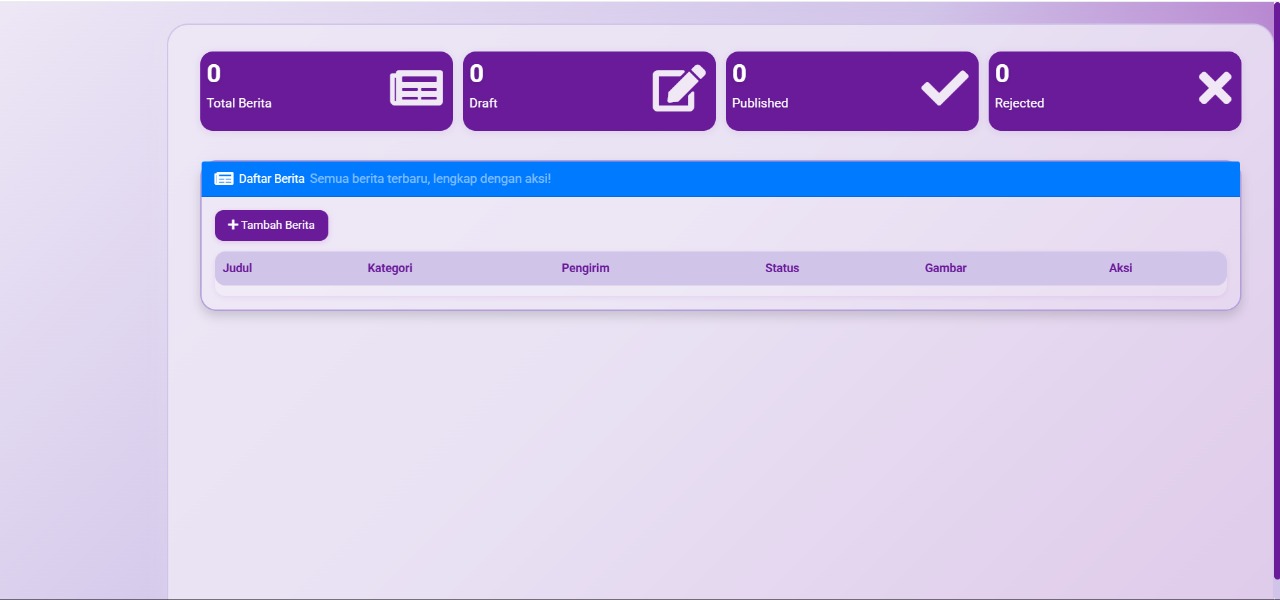 0
Total Berita
0
Draft
0
Published
0
Rejected
Daftar Berita Semua berita terbaru, lengkap dengan aksi!
Tambah Berita
Judul Kategori Pengirim Status Gambar Aksi